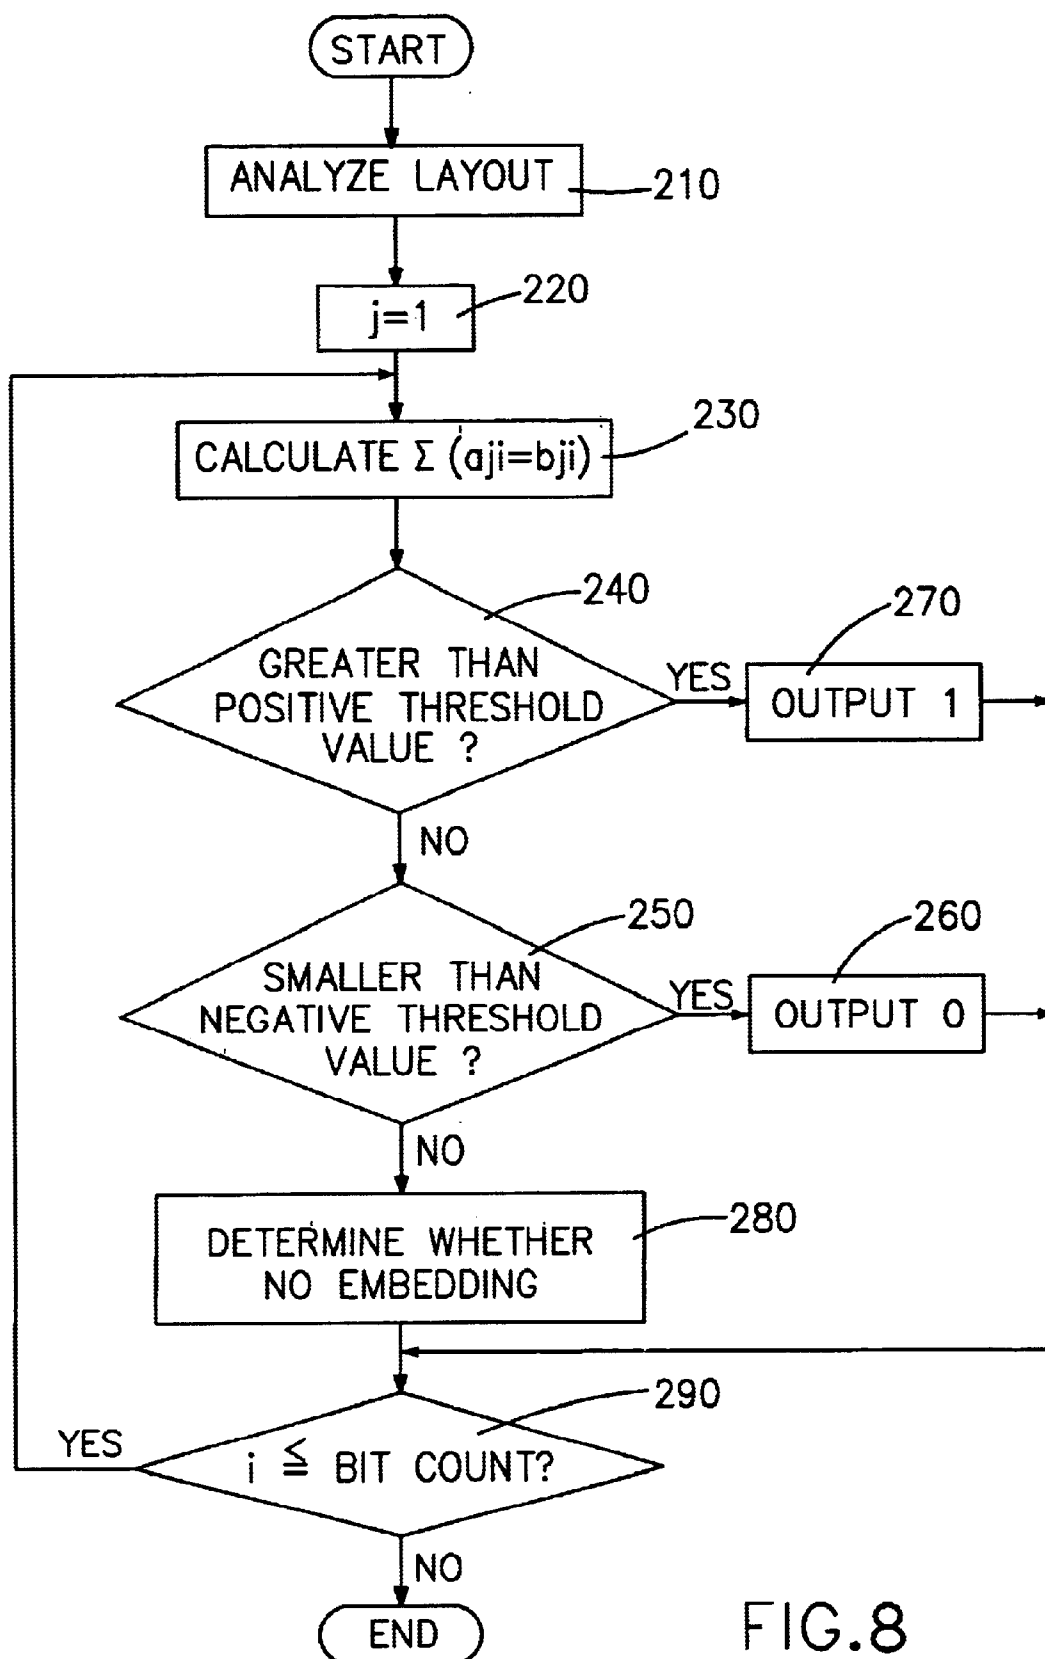 START
ANALYZE LAYOUT
210
j=1
220
CALCULATE Σ (aji=bji)
230
240
GREATER THAN
POSITIVE THRESHOLD
VALUE ?
YES
270
OUTPUT 1
NO
250
SMALLER THAN
NEGATIVE THRESHOLD
VALUE ?
YES
260
OUTPUT 0
NO
DETERMINE WHETHER
NO EMBEDDING
280
290
YES
i ≦ BIT COUNT?
NO
END
FIG.8